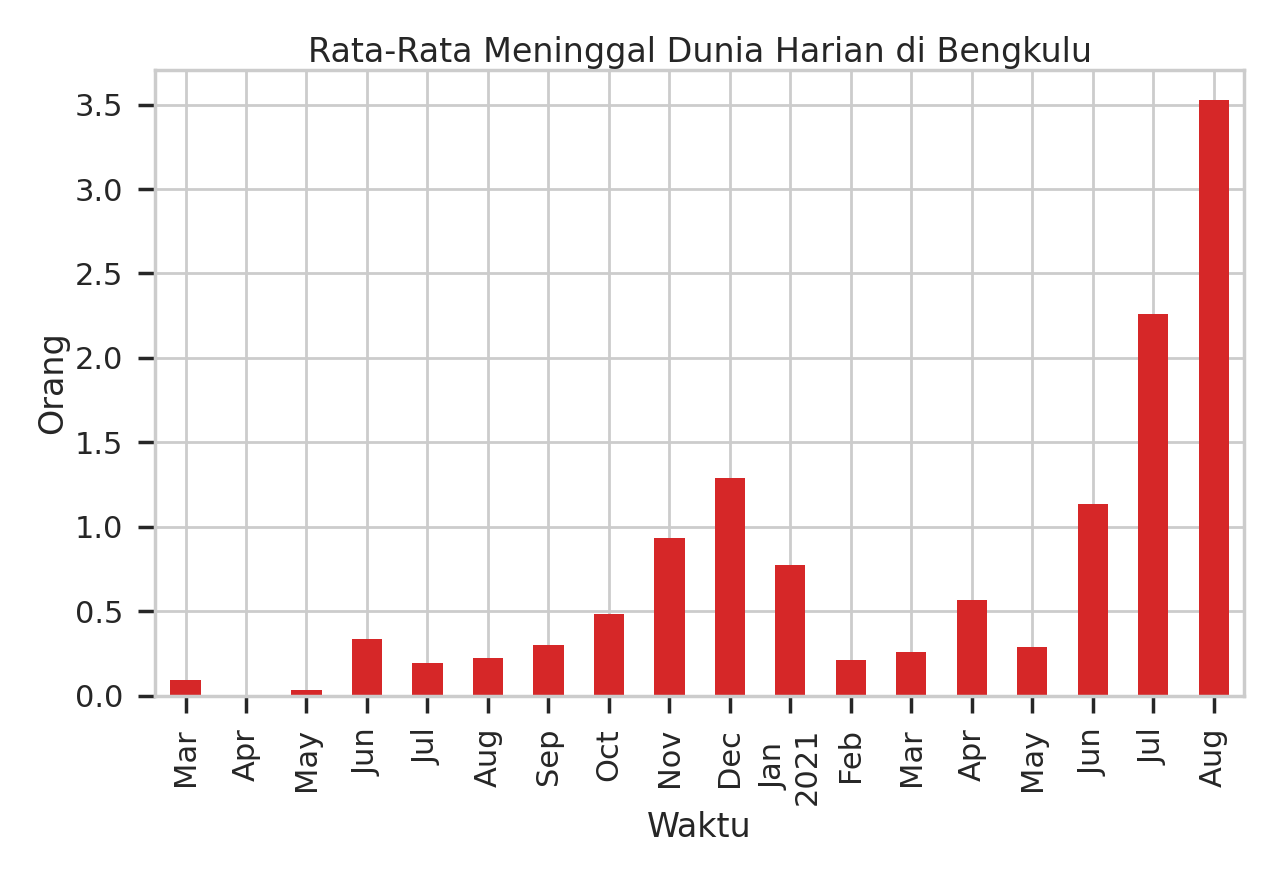 Rata-Rata Meninggal Dunia Harian di Bengkulu
Orang
3.5
3.0
2.5
2.0
1.5
1.0
0.5
0.0
Mar
Apr
May
Jun
Jul
Aug
Sep
Oct
Nov
Dec
Jan
2021
Feb
Mar
Apr
May
Jun
Jul
Aug
Waktu